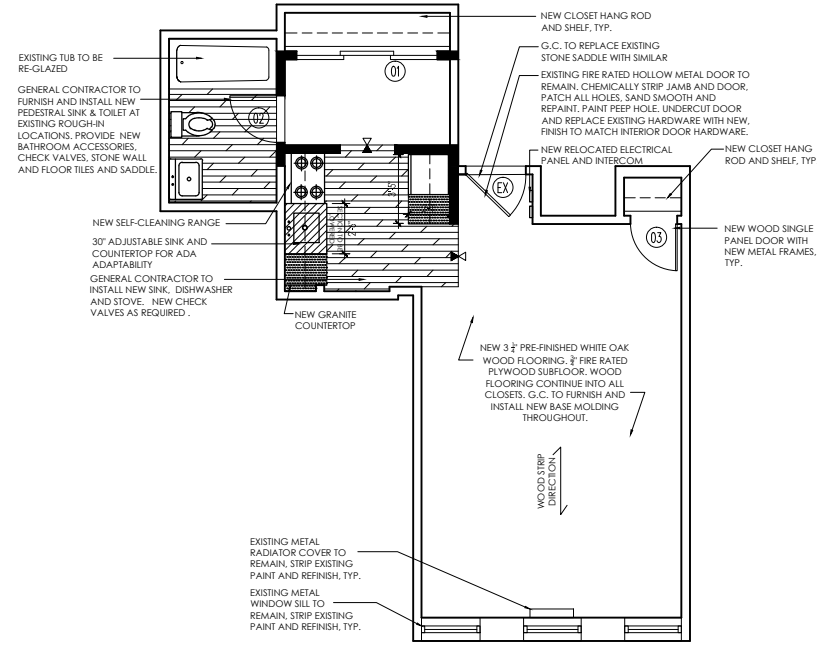 NEW CLOSET HANG ROD
AND SHELF, TYP.
G.C. TO REPLACE EXISTING
STONE SADDLE WITH SIMILAR
EXISTING FIRE RATED HOLLOW METAL DOOR TO
REMAIN. CHEMICALLY STRIP JAMB AND DOOR,
PATCH ALL HOLES, SAND SMOOTH AND
REPAINT. PAINT PEEP HOLE. UNDERCUT DOOR
AND REPLACE EXISTING HARDWARE WITH NEW,
FINISH TO MATCH INTERIOR DOOR HARDWARE.
NEW RELOCATED ELECTRICAL
PANEL AND INTERCOM
NEW CLOSET HANG
ROD AND SHELF, TYP
NEW WOOD SINGLE
PANEL DOOR WITH
NEW METAL FRAMES,
TYP.
EXISTING TUB TO BE
RE-GLAZED
GENERAL CONTRACTOR TO
FURNISH AND INSTALL NEW
PEDESTRAL SINK & TOILET AT
EXISTING ROUGH-IN
LOCATIONS. PROVIDE NEW
BATHROOM ACCESSORIES,
CHECK VALVES, STONE WALL
AND FLOOR TILES AND SADDLE.
NEW SELF-CLEANING RANGE
30" ADJUSTABLE SINK AND
COUNTERTOP FOR ADA
ADAPTABILITY
GENERAL CONTRACTOR TO
INSTALL NEW SINK, DISHWASHER
AND STOVE. NEW CHECK
VALVES AS REQUIRED .
NEW GRANITE
COUNTERTOP
01
02
EX
03
NEW 3 ¼" PRE-FINISHED WHITE OAK
WOOD FLOORING. ¾" FIRE RATED
PLYWOOD SUBFLOOR. WOOD
FLOORING CONTINUE INTO ALL
CLOSETS. G.C. TO FURNISH AND
INSTALL NEW BASE MOLDING
THROUGHOUT.
WOOD STRIP
DIRECTION
EXISTING METAL
RADIATOR COVER TO
REMAIN, STRIP EXISTING
PAINT AND REFINISH, TYP.
EXISTING METAL
WINDOW SILL TO
REMAIN, STRIP EXISTING
PAINT AND REFINISH, TYP.